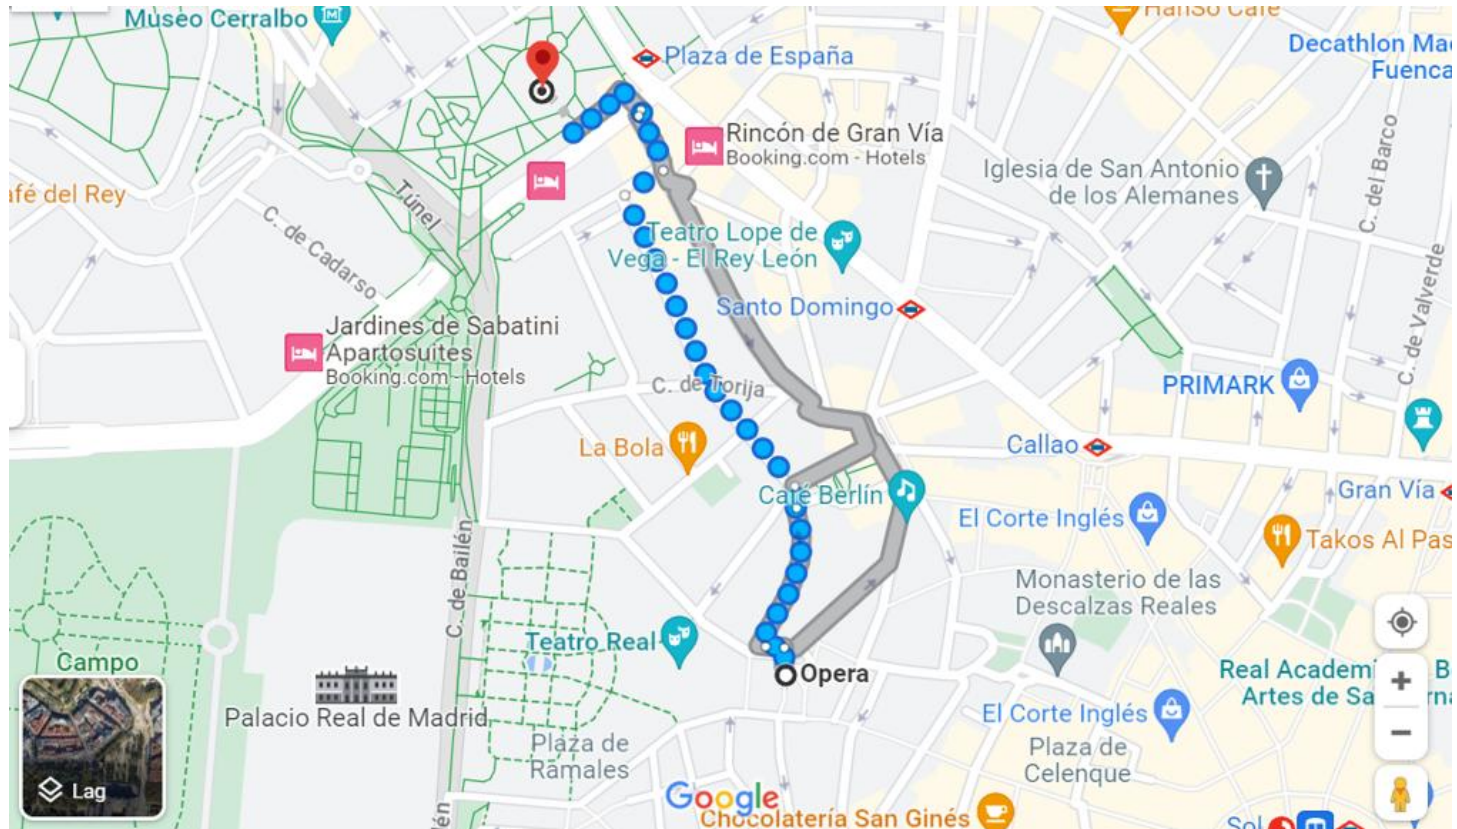 Museo Cerralbo
HanSo Café
Plaza de España
Decathlon Ma
Fuenca
Rincón de Gran Vía
Booking.com - Hotels
C. del Barco
Iglesia de San Antonio
de los Alemanes
afé del Rey
Túnel
C. de Cadarso
Teatro Lope de
Vega - El Rey León
C. de Valverde
Santo Domingo
Jardines de Sabatini
Apartosuites
Booking.com - Hotels
C. de Torija
PRIMARK
La Bola
Callao
Café Berlín
Gran Vía
El Corte Inglés
Takos Al Pas
C. de Bailén
Monasterio de las
Descalzas Reales
Teatro Real
Campo
Opera
Real Academi
B
Artes de Sa
rna
Palacio Real de Madrid
El Corte Inglés
Plaza de
Ramales
Plaza de
Celenque
Lag
Google
Chocolatería San Ginés
Sol
én